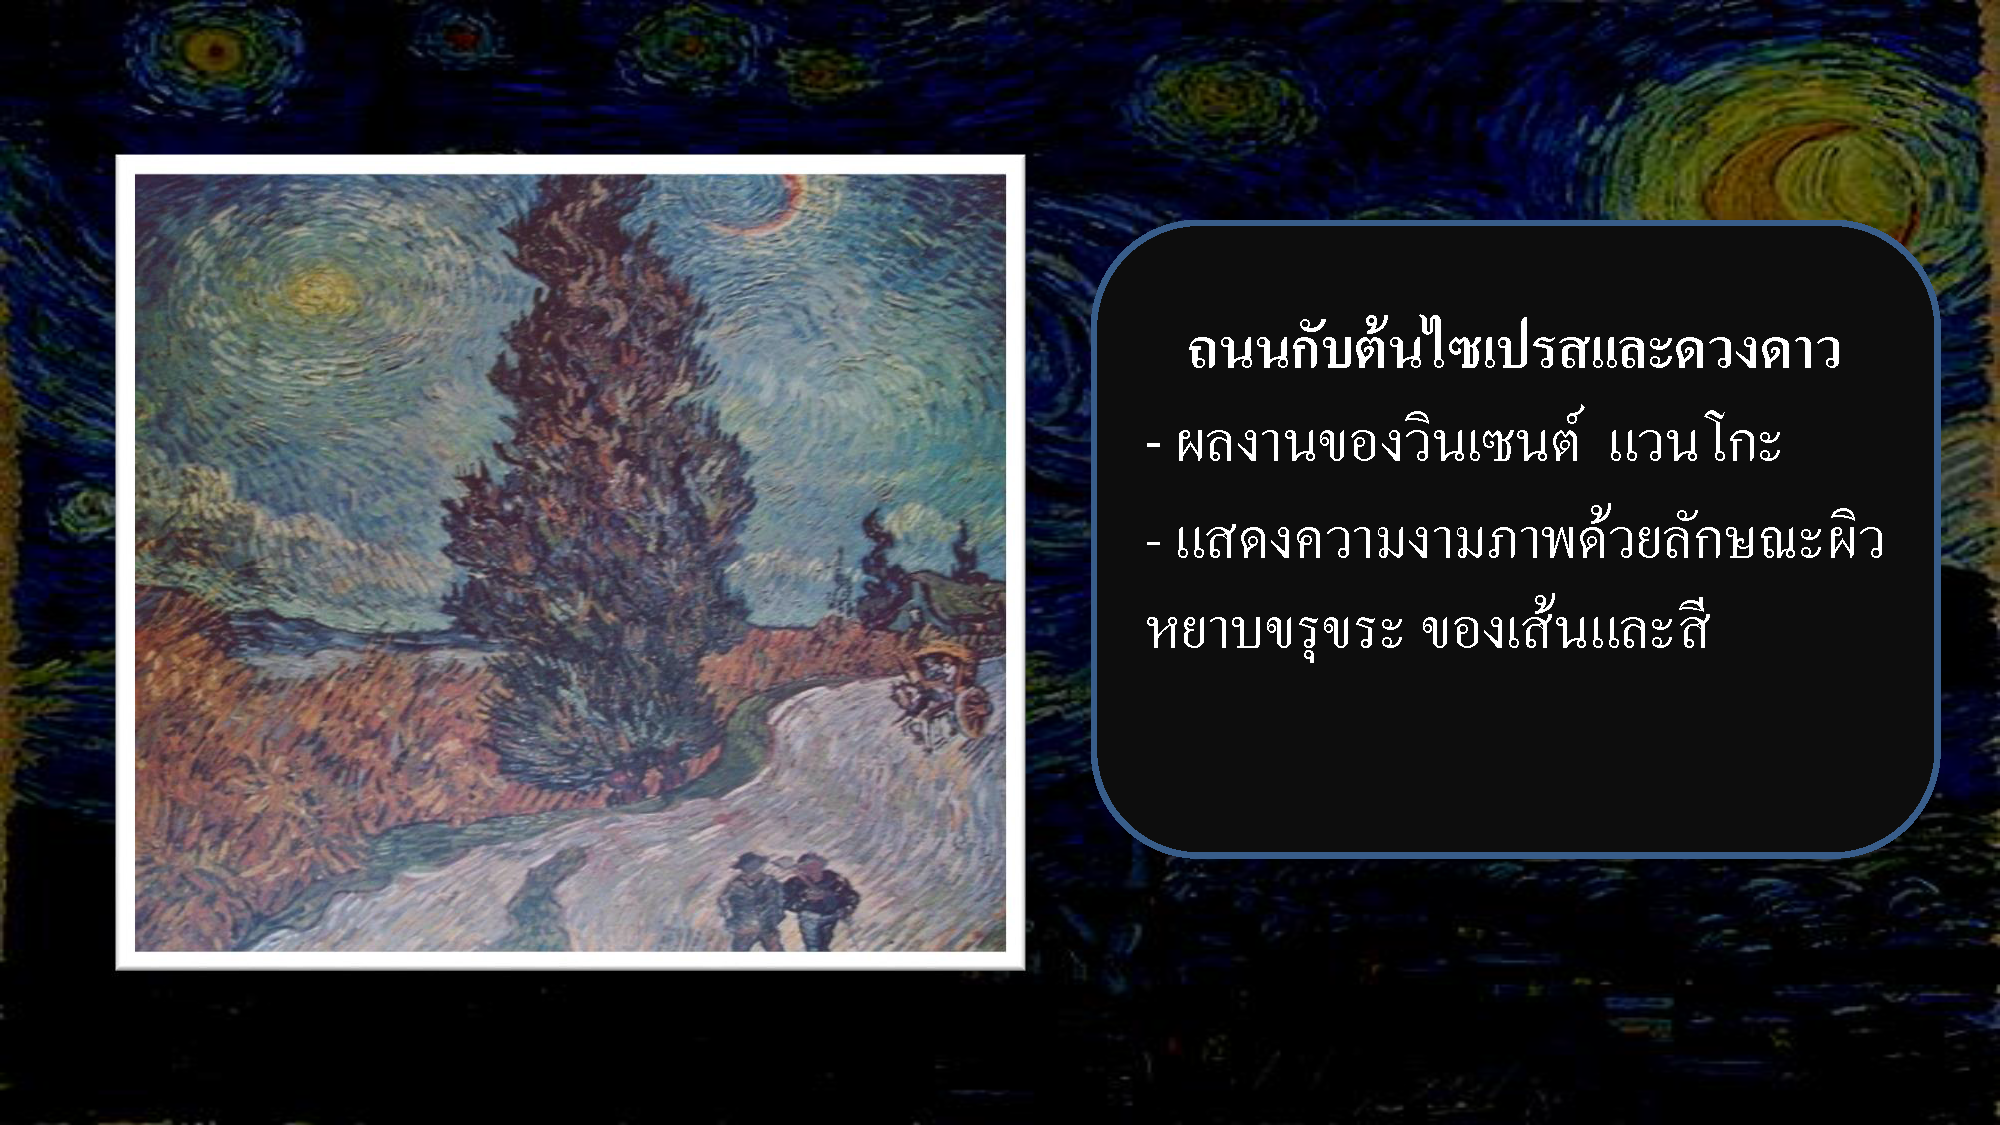 ถนนกับต้นไซเปรสและดวงดาว
- ผลงานของวินเซนต์  แวนโกะ
- แสดงความงามภาพด้วยลักษณะผิว
หยาบขรุขระ ของเส้นและสี